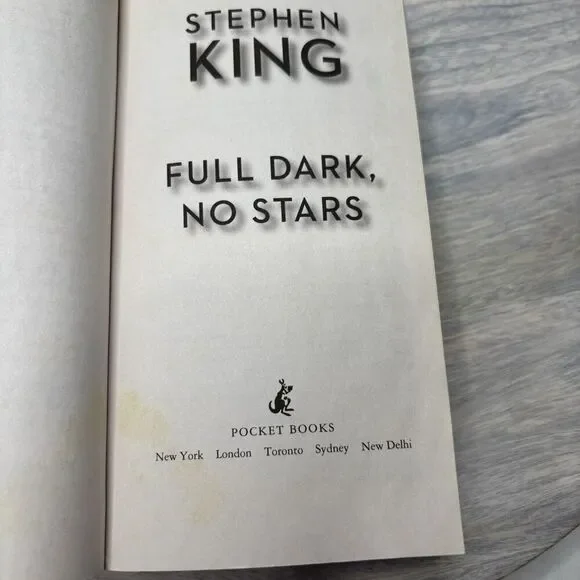 STEPHEN
KING
FULL DARK,
NO STARS
POCKET BOOKS
New York London Toronto Sydney New Delhi